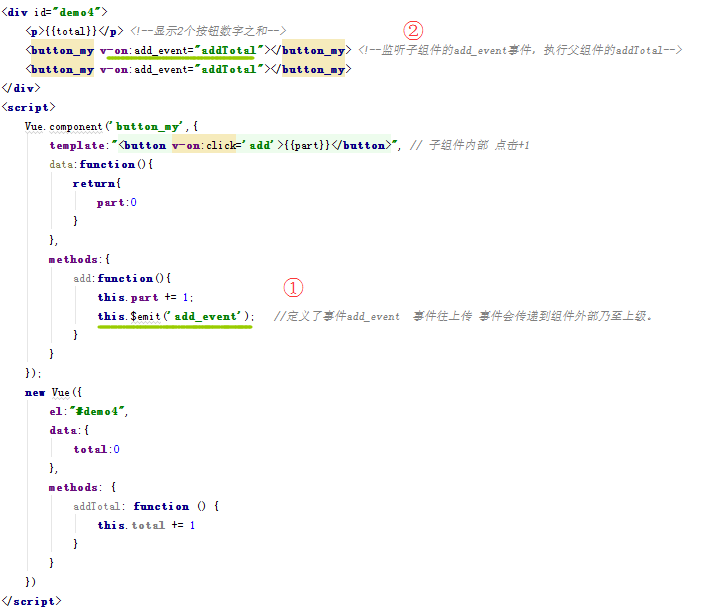 <div id="demo4">
    <p>{{total}}</p> <!--显示2个按钮数字之和-->
②
    <button_my v-on:add_event="addTotal"></button_my> <!--监听子组件的add_event事件，执行父组件的addTotal-->
    <button_my v-on:add_event="addTotal"></button_my>
</div>
<script>
    Vue.component('button_my',{
        template:"<button v-on:click='add'>{{part}}</button>", // 子组件内部 点击+1
        data:function(){
            return{
                part:0
            }
        },
        methods:{
            add:function(){
①
                this.part += 1;
                this.$emit('add_event');   //定义了事件add_event  事件往上传 事件会传递到组件外部乃至上级。
            }
        }
    });
    new Vue({
        el:"#demo4",
        data:{
            total:0
        },
        methods: {
            addTotal: function () {
                this.total += 1
            }
        }
    })
</script>